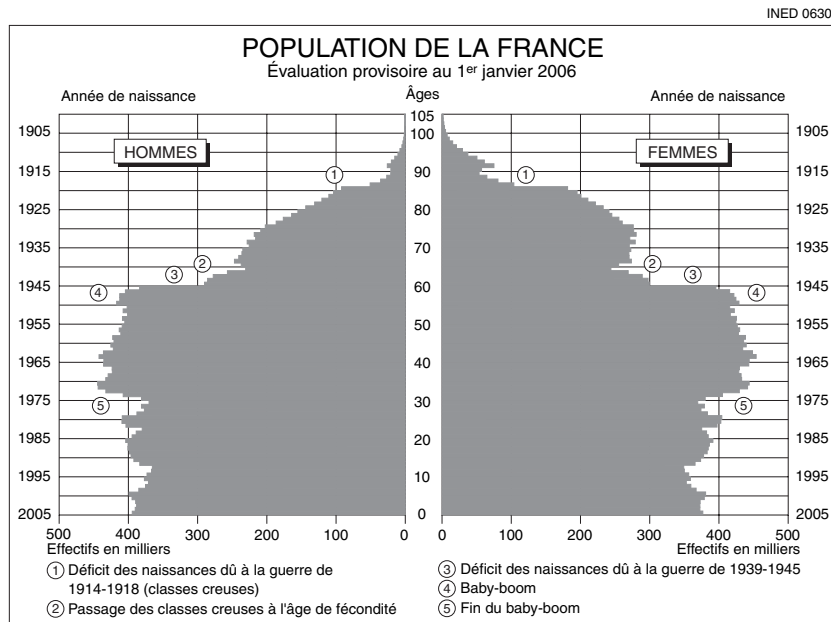 INED 0630
POPULATION DE LA FRANCE
Évaluation provisoire au 1er janvier 2006
Année de naissance
Âges
Année de naissance
HOMMES
FEMMES
1905
1915
1925
1935
1945
1955
1965
1975
1985
1995
2005
105
100
90
80
70
60
50
40
30
20
10
0
1905
1915
1925
1935
1945
1955
1965
1975
1985
1995
2005
1
2
3
4
5
1
2
3
4
5
500 400 300 200 100 0
0 100 200 300 400 500
Effectifs en milliers
Effectifs en milliers
1 Déficit des naissances dû à la guerre de
1914-1918 (classes creuses)
2 Passage des classes creuses à l'âge de fécondité
3 Déficit des naissances dû à la guerre de 1939-1945
4 Baby-boom
5 Fin du baby-boom